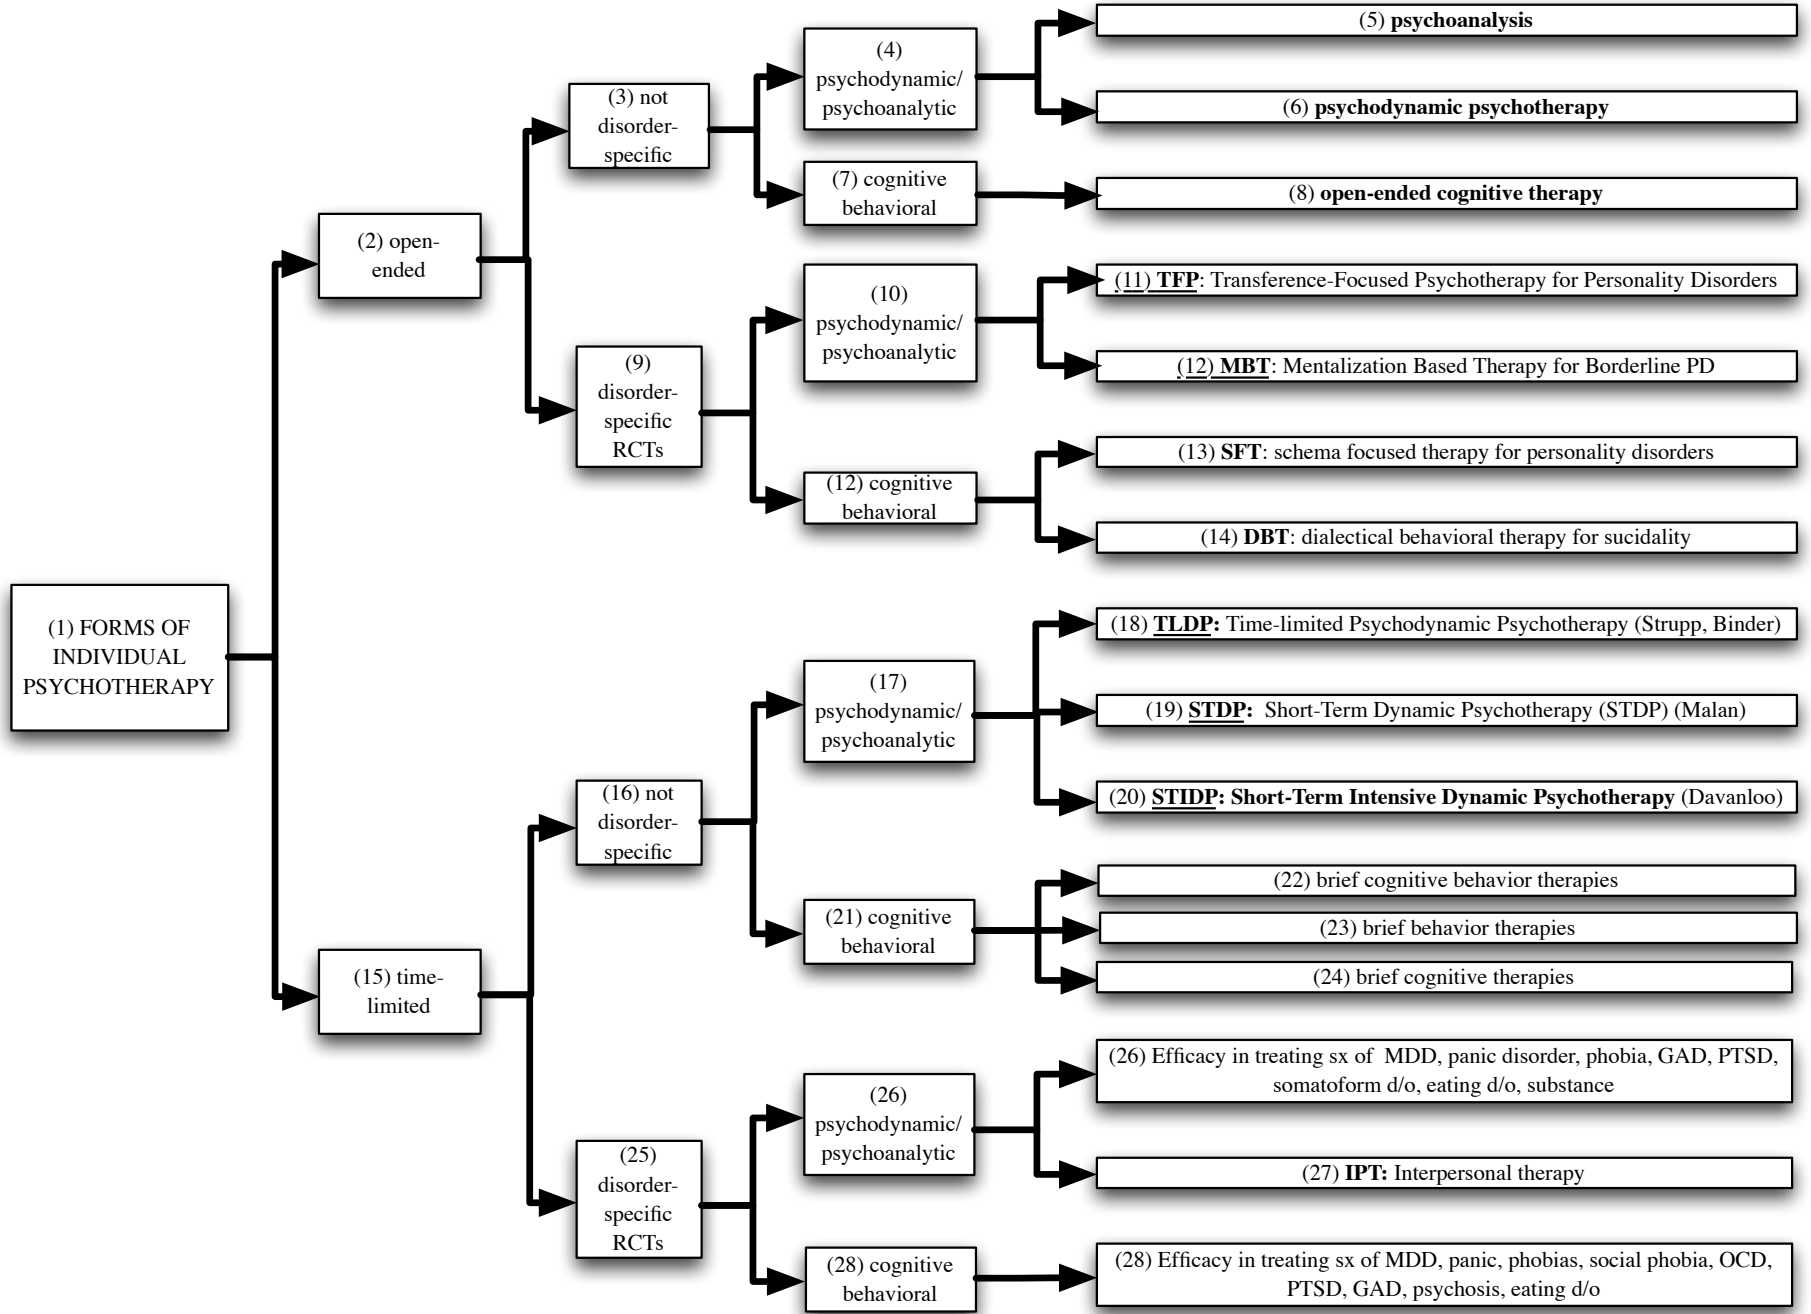 (1) FORMS OF
INDIVIDUAL
PSYCHOTHERAPY
(2) open-
ended
(3) not
disorder-
specific
(4)
psychodynamic/
psychoanalytic
(5) psychoanalysis
(6) psychodynamic psychotherapy
(7) cognitive
behavioral
(8) open-ended cognitive therapy
(9)
disorder-
specific
RCTs
(10)
psychodynamic/
psychoanalytic
(11) TFP: Transference-Focused Psychotherapy for Personality Disorders
(12) MBT: Mentalization Based Therapy for Borderline PD
(12) cognitive
behavioral
(13) SFT: schema focused therapy for personality disorders
(14) DBT: dialectical behavioral therapy for sucidality
(15) time-
limited
(16) not
disorder-
specific
(17)
psychodynamic/
psychoanalytic
(18) TLDP: Time-limited Psychodynamic Psychotherapy (Strupp, Binder)
(19) STDP: Short-Term Dynamic Psychotherapy (STDP) (Malan)
(20) STIDP: Short-Term Intensive Dynamic Psychotherapy (Davanloo)
(21) cognitive
behavioral
(22) brief cognitive behavior therapies
(23) brief behavior therapies
(24) brief cognitive therapies
(25)
disorder-
specific
RCTs
(26)
psychodynamic/
psychoanalytic
(26) Efficacy in treating sx of MDD, panic disorder, phobia, GAD, PTSD,
somatoform d/o, eating d/o, substance
(27) IPT: Interpersonal therapy
(28) cognitive
behavioral
(28) Efficacy in treating sx of MDD, panic, phobias, social phobia, OCD,
PTSD, GAD, psychosis, eating d/o